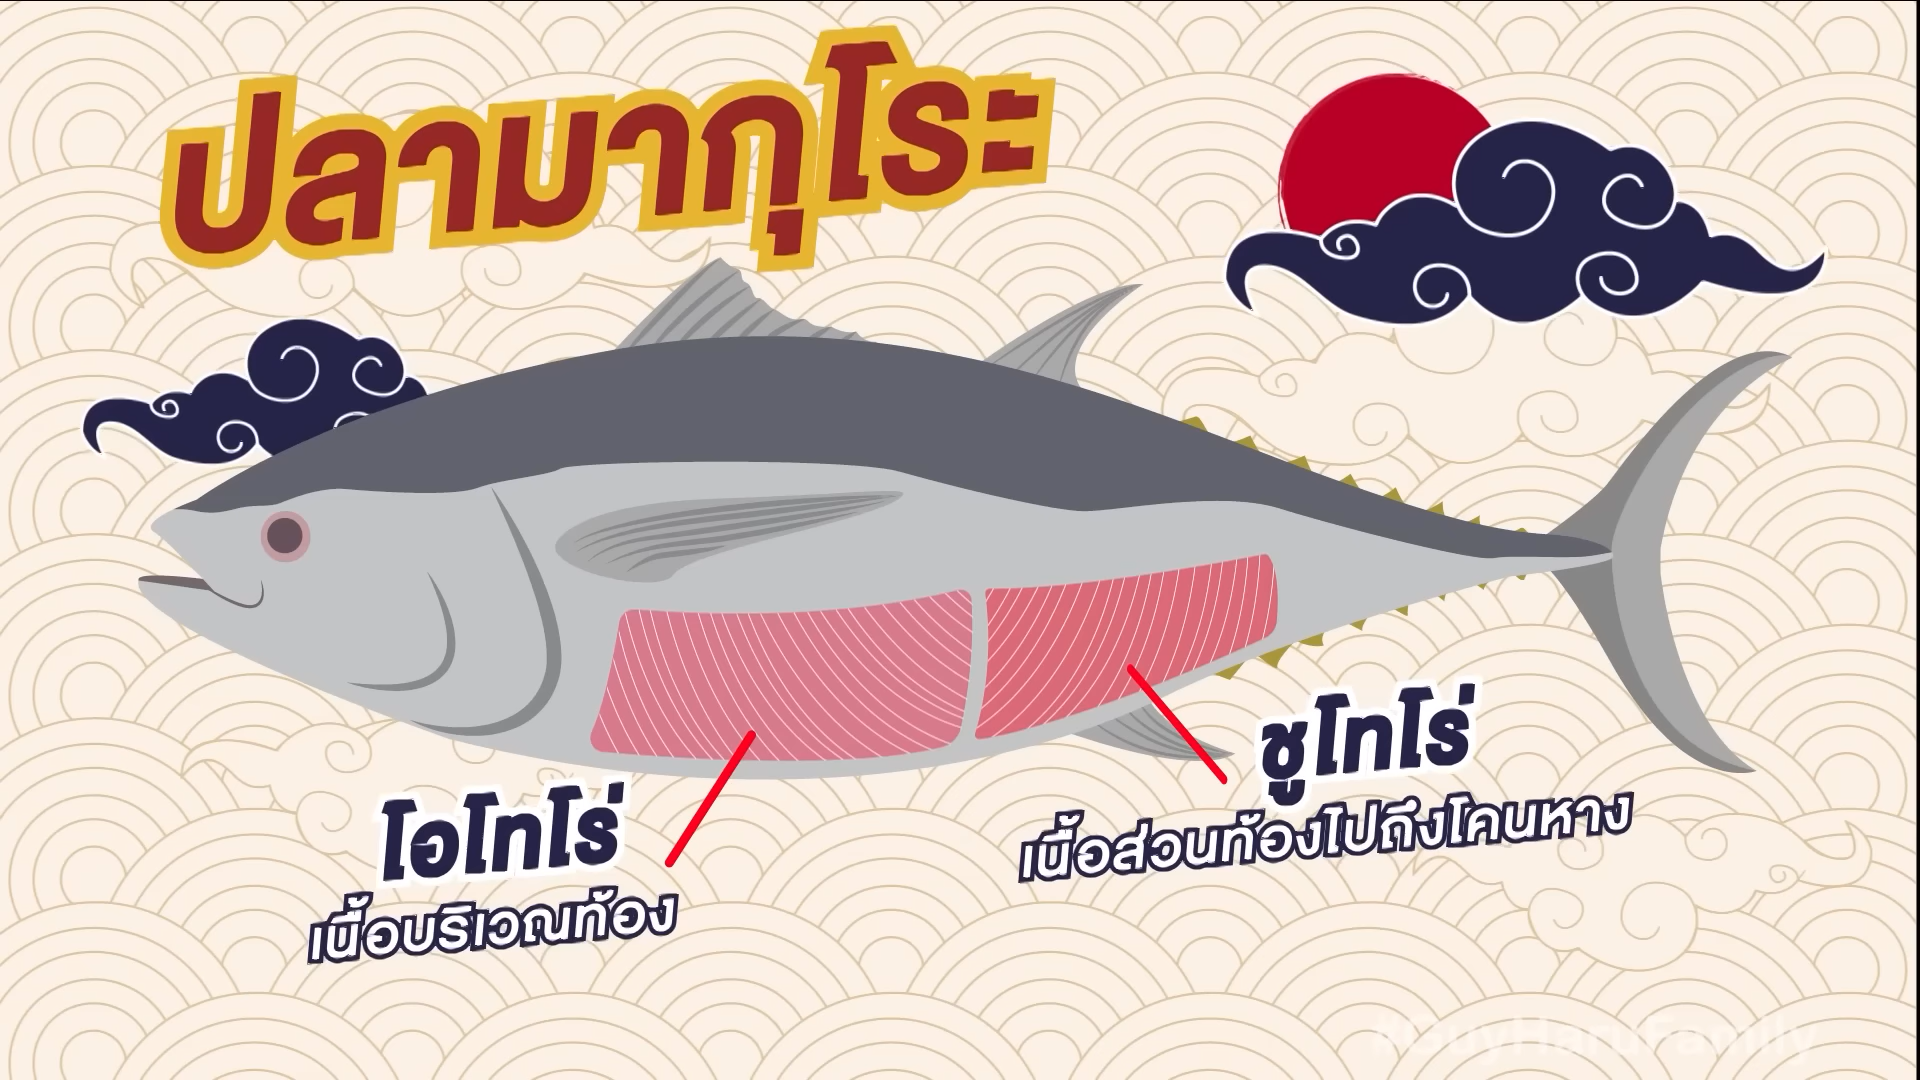 ปลามากุโระ
ชูโทโร่
เนื้อส่วนท้องไปถึงโคนหาง
โอโทโร่
เนื้อบริเวณท้อง
#GuyHaruFamily